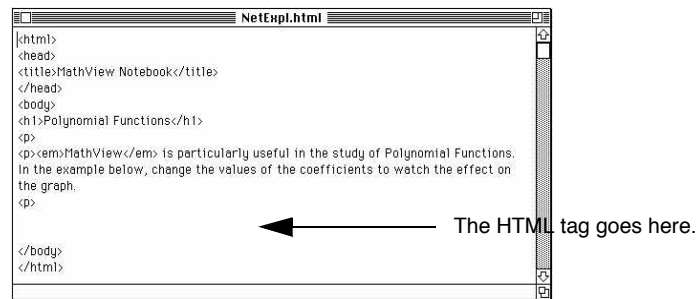 NetExpl.html
<html>
<head>
<title>MathView Notebook</title>
</head>
<body>
<h1>Polynomial Functions</h1>
<p>
<p><em>MathView</em> is particularly useful in the study of Polynomial Functions.
In the example below, change the values of the coefficients to watch the effect on
the graph.
<p>
The HTML tag goes here.
</body>
</html>